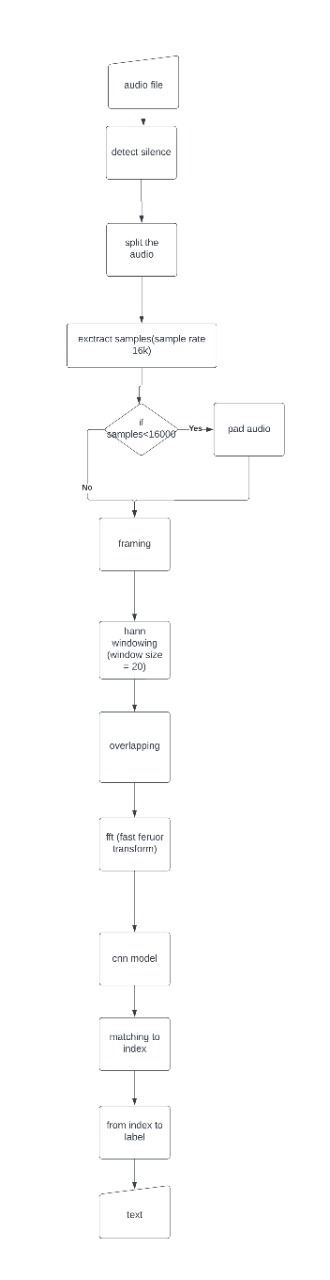 audio file
detect silence
split the
audio
exctract samples(sample rate
16k)
if
samples<16000
Yes
pad audio
No
framing
hann
windowing
(window size
= 20)
overlapping
fft (fast feruor
transform)
cnn model
matching to
index
from index to
label
text